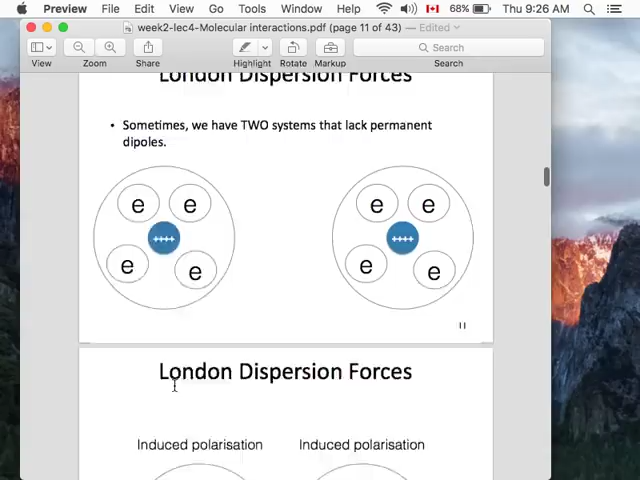 Preview File Edit View Go Tools Window Help 68% Thu 9:26 AM
week2-lec4-Molecular interactions.pdf (page 11 of 43) — Edited
Search
View Zoom Share Highlight Rotate Markup Search
London Dispersion Forces
• Sometimes, we have TWO systems that lack permanent
dipoles.
e e e e
++++ ++++
e e e e
11
London Dispersion Forces
Induced polarisation Induced polarisation